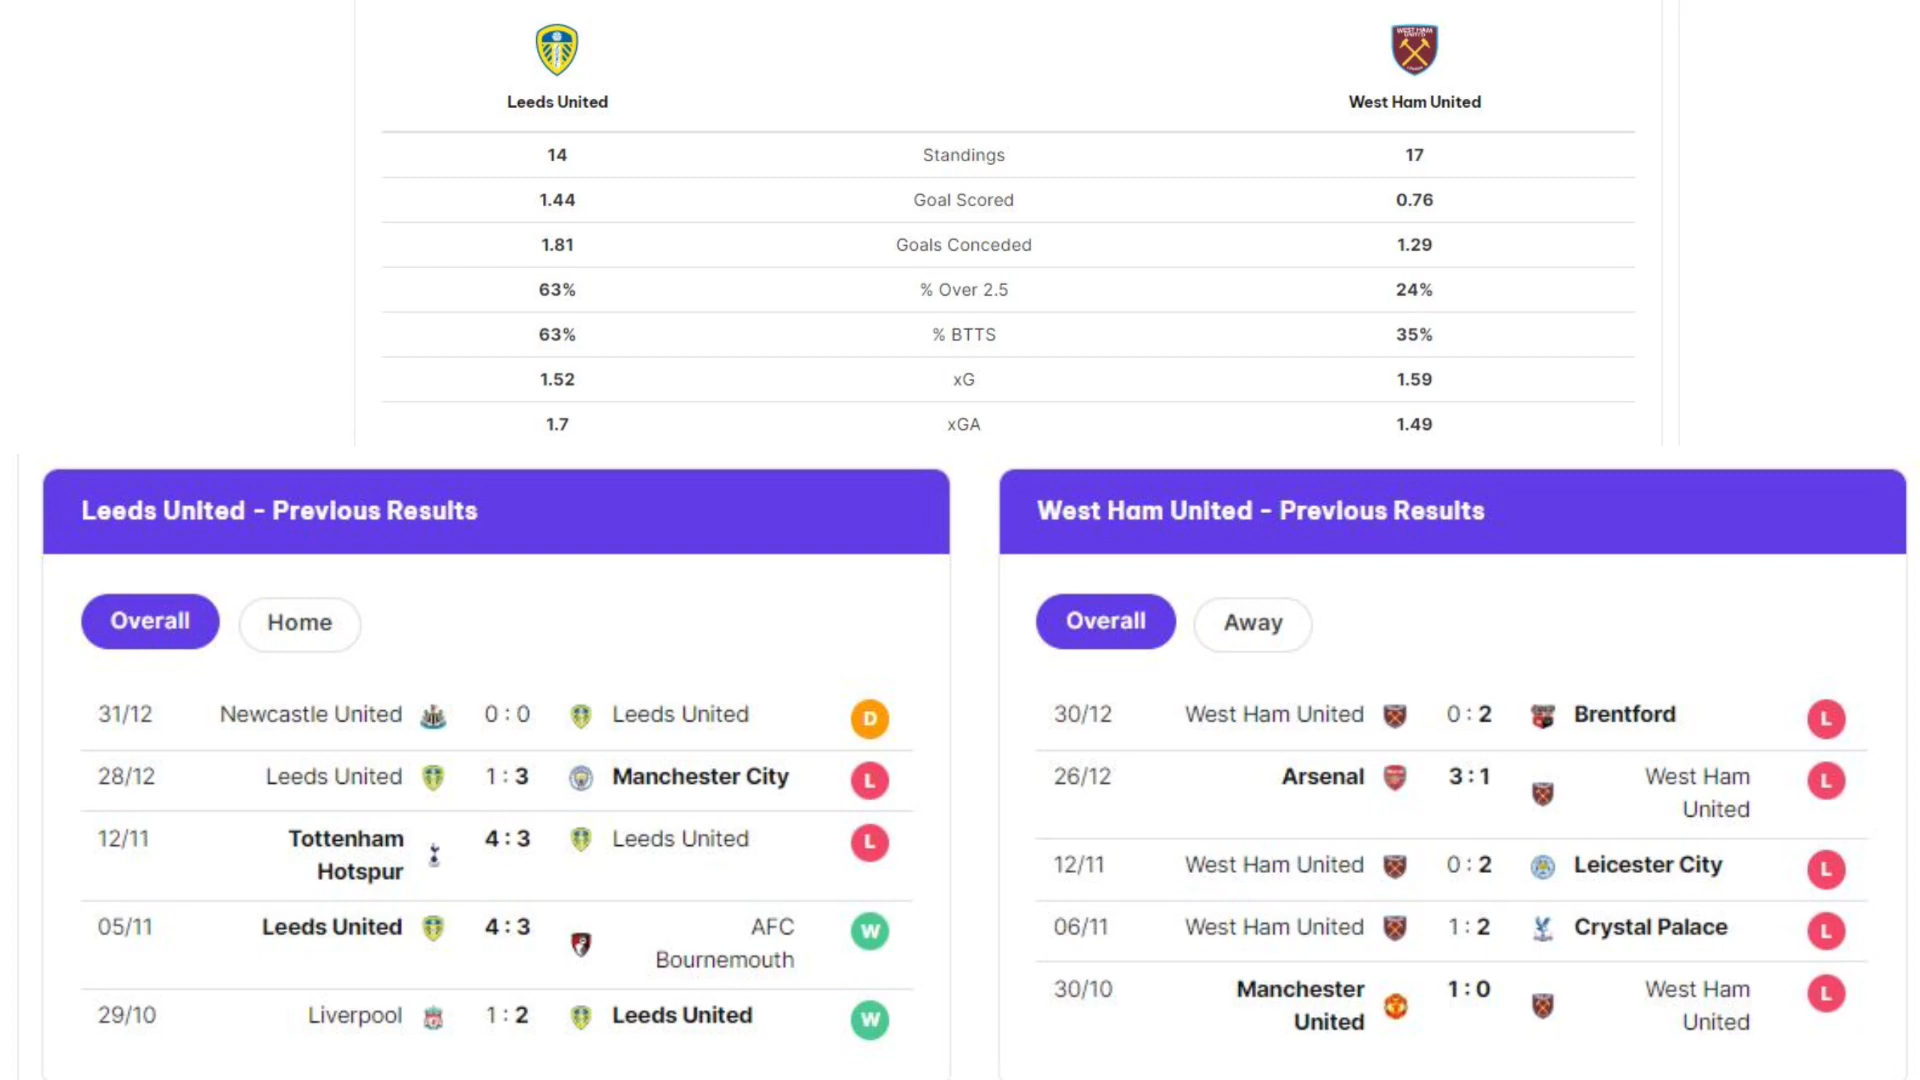 WEST HAM
UNITED
Leeds United
West Ham United
14 Standings 17
1.44 Goal Scored 0.76
1.81 Goals Conceded 1.29
63% % Over 2.5 24%
63% % BTTS 35%
1.52 xG 1.59
1.7 xGA 1.49
Leeds United - Previous Results
Overall Home
31/12 Newcastle United 0 : 0 Leeds United D
28/12 Leeds United 1 : 3 Manchester City L
12/11 Tottenham 4 : 3 Leeds United L
Hotspur
05/11 Leeds United 4 : 3 AFC W
Bournemouth
29/10 Liverpool 1 : 2 Leeds United W
West Ham United - Previous Results
Overall Away
30/12 West Ham United 0 : 2 Brentford L
26/12 Arsenal 3 : 1 West Ham L
United
12/11 West Ham United 0 : 2 Leicester City L
06/11 West Ham United 1 : 2 Crystal Palace L
30/10 Manchester 1 : 0 West Ham L
United United